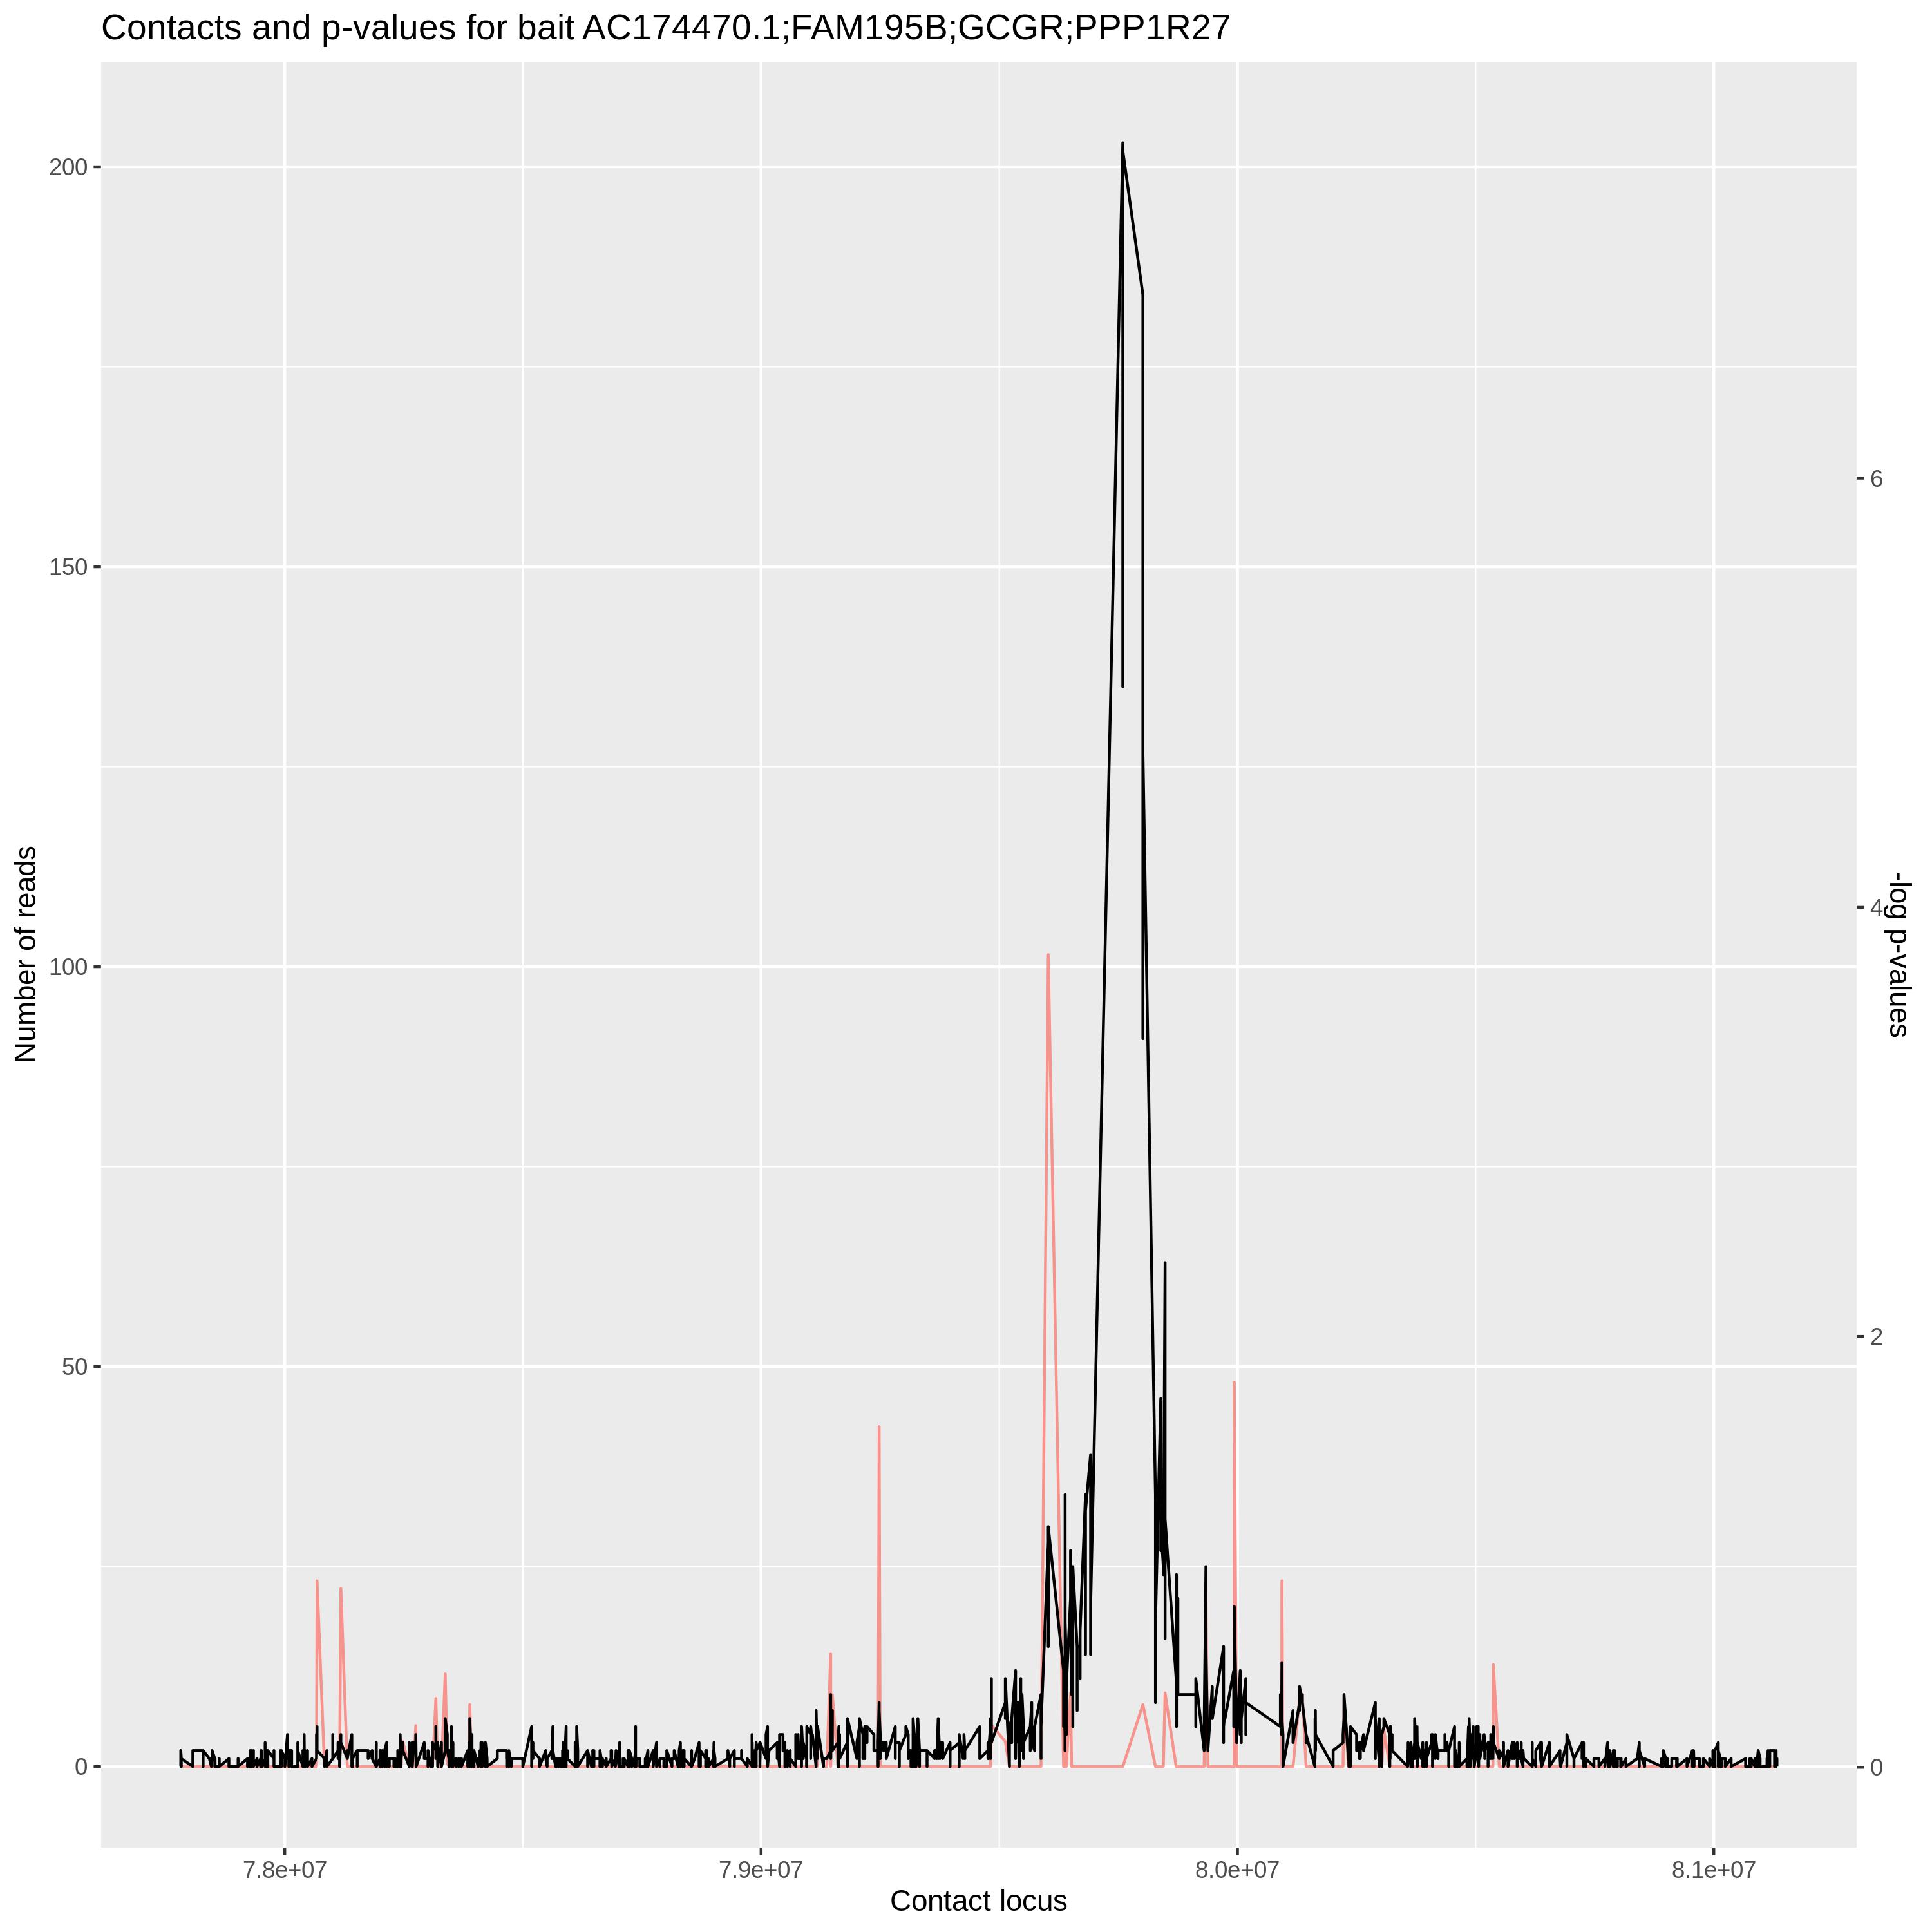 Contacts and p-values for bait AC174470.1;FAM195B;GCGR;PPP1R27
200
150
100
50
0
Number of reads
6
4
2
0
-log p-values
7.8e+07
7.9e+07
8.0e+07
8.1e+07
Contact locus